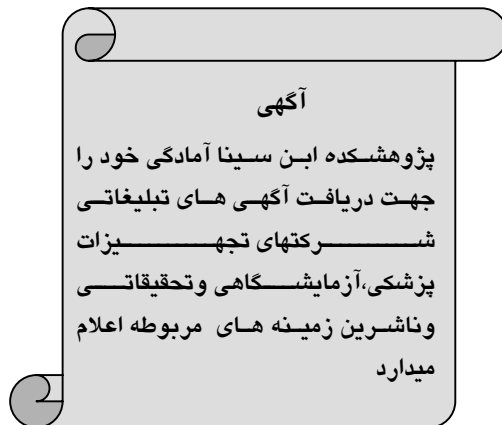 آگهی
پژوهشکده ابن سینا آمادگی خود را
جهت دریافت آگهی های تبلیغاتی
شرکتهای تجهیزات
پزشکی،آزمایشگاهی وتحقیقاتی
وناشرین زمینه های مربوطه اعلام
میدارد